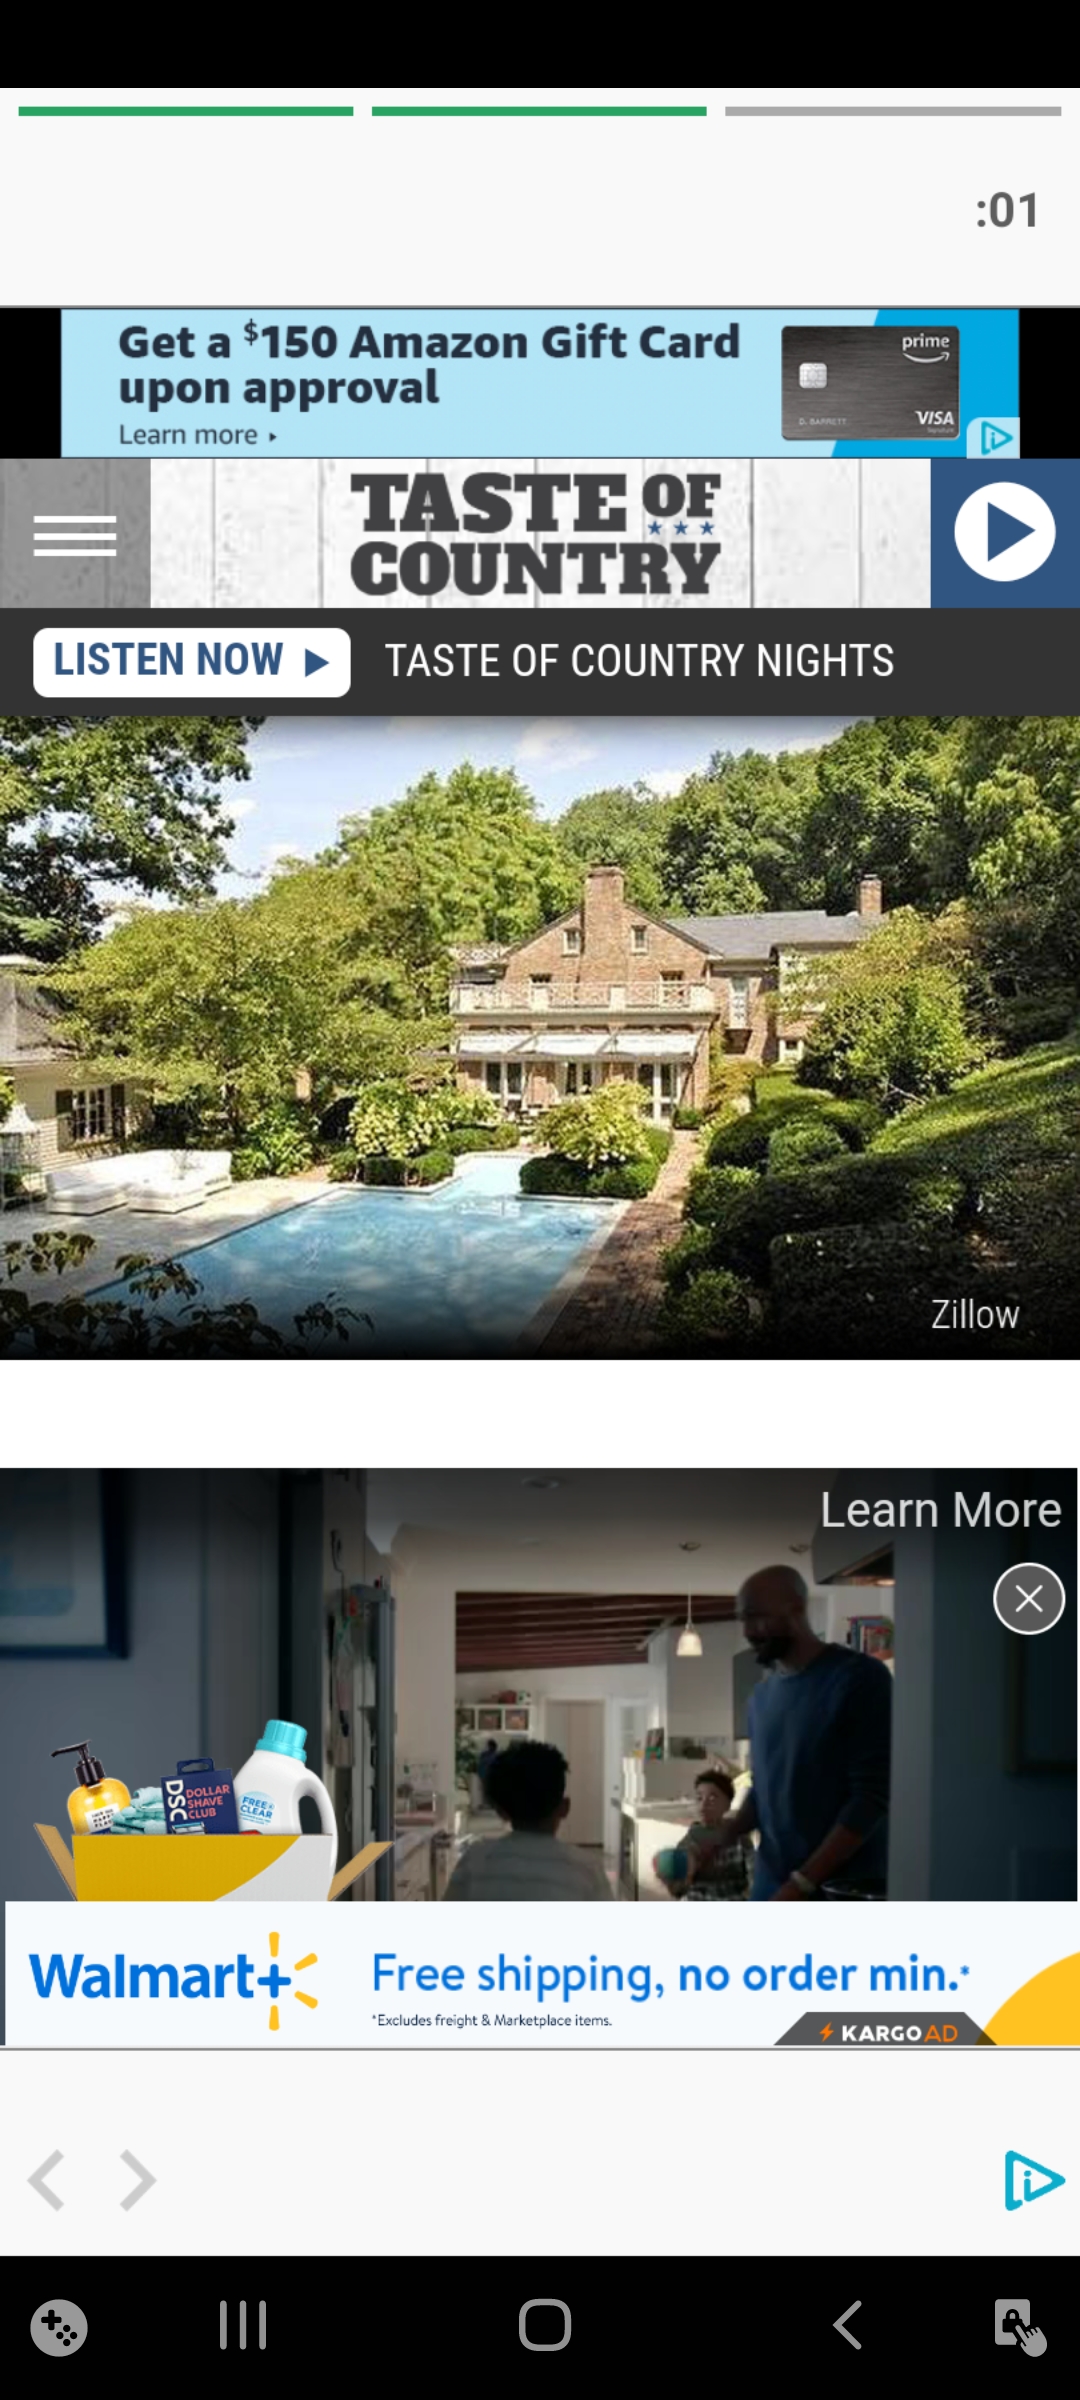 :01
Get a $150 Amazon Gift Card
upon approval
Learn more ▸
prime
D. BARRETT
VISA
Signature
TASTE OF
COUNTRY
LISTEN NOW ▶ TASTE OF COUNTRY NIGHTS
Zillow
Learn More
DSC
DOLLAR
SHAVE
CLUB
FREE &
CLEAR
Walmart+ Free shipping, no order min.*
*Excludes freight & Marketplace items.
KARGO AD